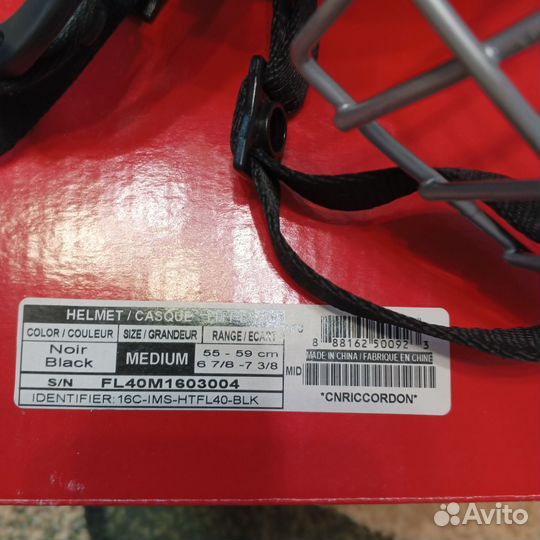 HELMET / CASQUE
COLOR / COULEUR SIZE / GRANDEUR RANGE / ECART
Noir
Black
MEDIUM
55 - 59 cm
6 7/8 -7 3/8
S/N FL40M1603004
IDENTIFIER:16C-IMS-HTFL40-BLK
8 88162 50092 3
MADE IN CHINA / FABRIQUE EN CHINE
MID
*CNRICCORDON*
Avito